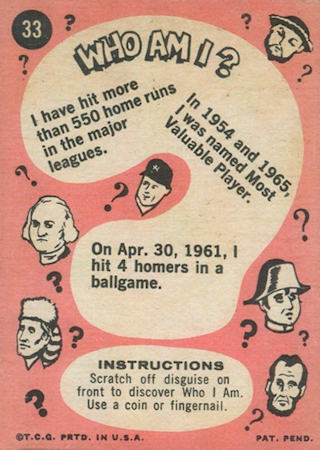 33
WHO AM I?
I have hit more
than 550 home runs
in the major
leagues.
In 1954 and 1965,
I was named Most
Valuable Player.
On Apr. 30, 1961, I
hit 4 homers in a
ballgame.
INSTRUCTIONS
Scratch off disguise on
front to discover Who I Am.
Use a coin or fingernail.
©T.C.G. PRTD. IN U.S.A.
PAT. PEND.